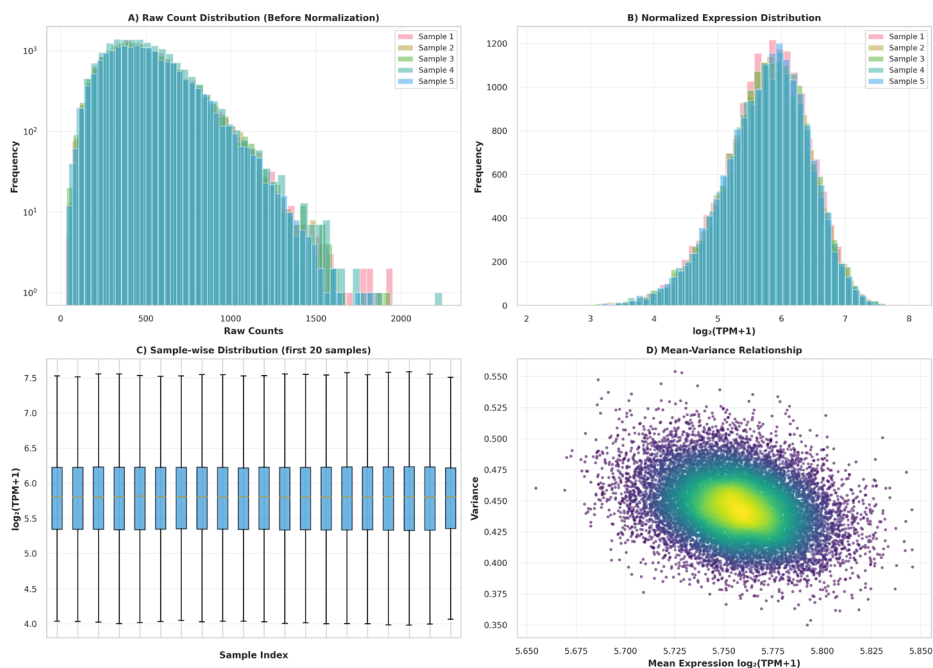 A) Raw Count Distribution (Before Normalization)
Frequency
10³
10²
10¹
10⁰
Sample 1
Sample 2
Sample 3
Sample 4
Sample 5
0
500
1000
1500
2000
Raw Counts
B) Normalized Expression Distribution
Frequency
1200
1000
800
600
400
200
0
Sample 1
Sample 2
Sample 3
Sample 4
Sample 5
2
3
4
5
6
7
8
log₂(TPM+1)
C) Sample-wise Distribution (first 20 samples)
log₂(TPM+1)
7.5
7.0
6.5
6.0
5.5
5.0
4.5
4.0
Sample Index
D) Mean-Variance Relationship
Variance
0.550
0.525
0.500
0.475
0.450
0.425
0.400
0.375
0.350
5.650
5.675
5.700
5.725
5.750
5.775
5.800
5.825
5.850
Mean Expression log₂(TPM+1)